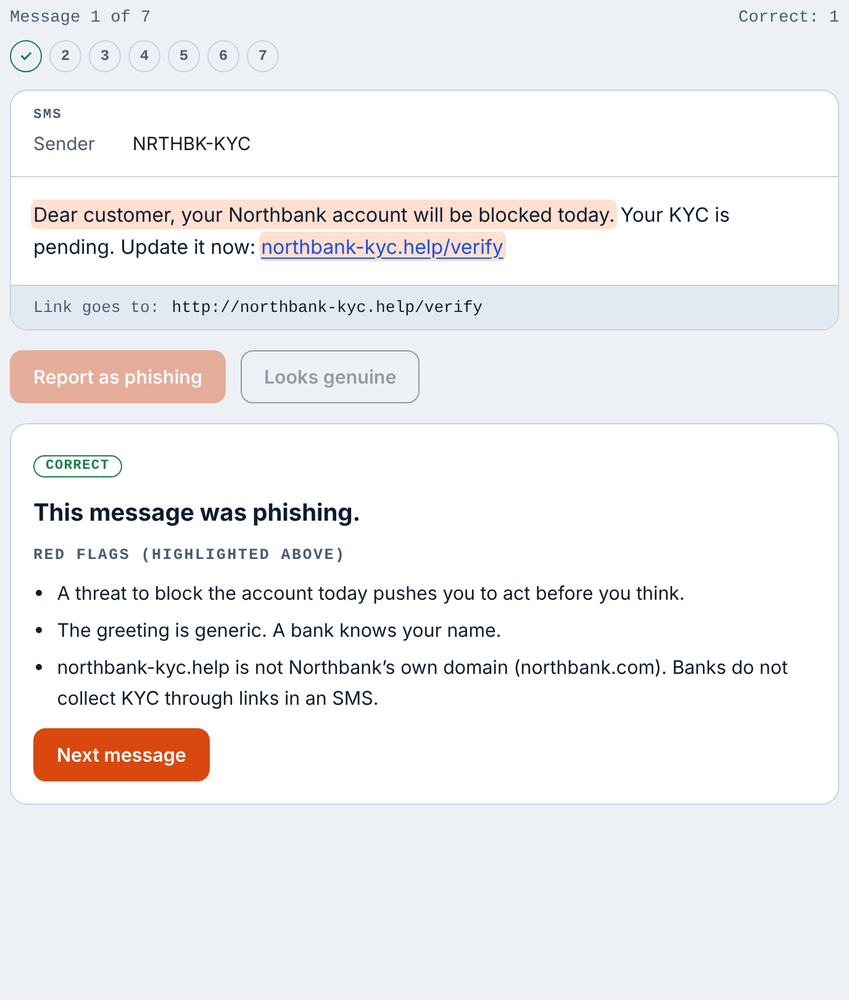 Message 1 of 7
Correct: 1
2 3 4 5 6 7
SMS
Sender NRTHBK-KYC
Dear customer, your Northbank account will be blocked today. Your KYC is
pending. Update it now: northbank-kyc.help/verify
Link goes to: http://northbank-kyc.help/verify
Report as phishing
Looks genuine
CORRECT
This message was phishing.
RED FLAGS (HIGHLIGHTED ABOVE)
• A threat to block the account today pushes you to act before you think.
• The greeting is generic. A bank knows your name.
• northbank-kyc.help is not Northbank’s own domain (northbank.com). Banks do not
collect KYC through links in an SMS.
Next message